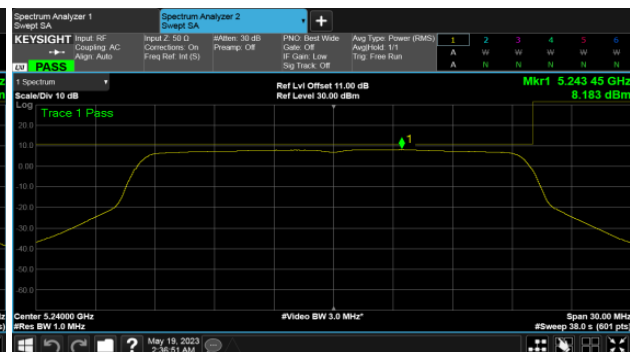 Spectrum Analyzer 1
Swept SA
Spectrum Analyzer 2
Swept SA
+
KEYSIGHT
Input: RF
Coupling: AC
Align: Auto
Input Z: 50 Ω
Corrections: On
Freq Ref: Int (S)
#Atten: 30 dB
Preamp: Off
PNO: Best Wide
Gate: Off
IF Gain: Low
Sig Track: Off
Avg Type: Power (RMS)
Avg|Hold: 1/1
Trig: Free Run
1 2 3 4 5 6
A W W W W W
A N N N N N
LXI PASS
1 Spectrum
Scale/Div 10 dB
Ref Lvl Offset 11.00 dB
Ref Level 30.00 dBm
Mkr1 5.243 45 GHz
8.183 dBm
Log
Trace 1 Pass
20.0
10.0
0.00
-10.0
-20.0
-30.0
-40.0
-50.0
-60.0
1
Center 5.24000 GHz
#Res BW 1.0 MHz
#Video BW 3.0 MHz*
Span 30.00 MHz
#Sweep 38.0 s (601 pts)
?
May 19, 2023
2:36:51 AM